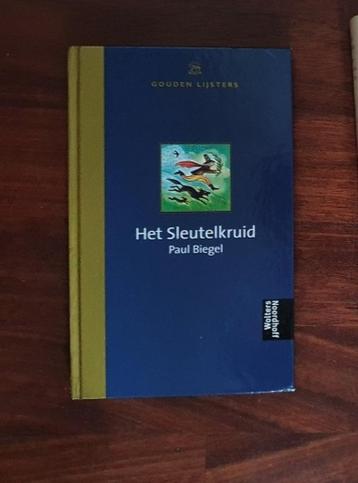 GOUDEN LIJSTERS
Het Sleutelkruid
Paul Biegel
Wolters
Noordhoff